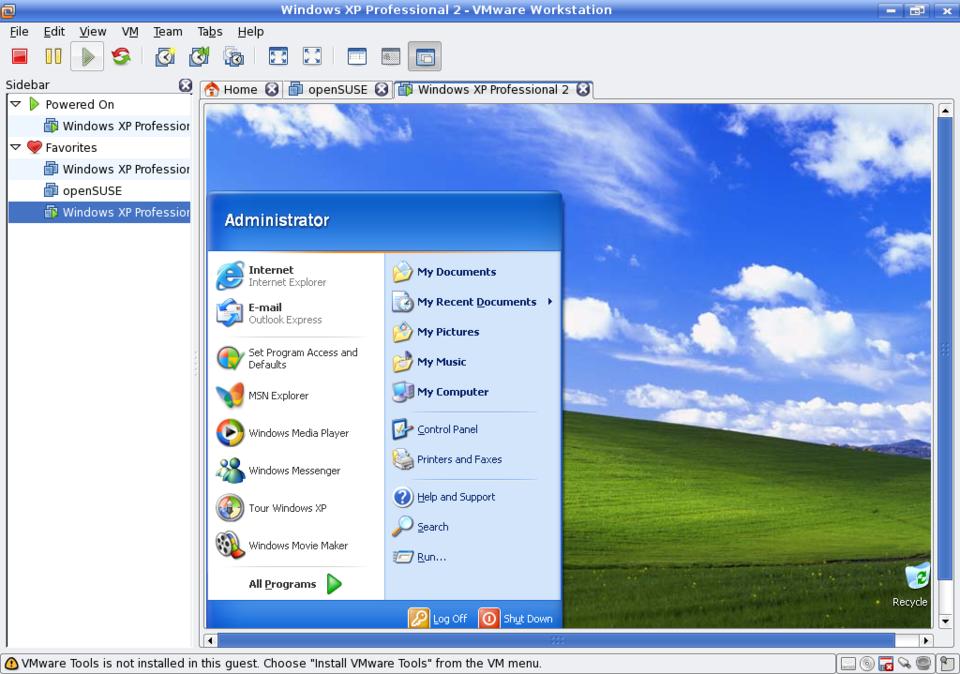 Windows XP Professional 2 - VMware Workstation
File Edit View VM Team Tabs Help
Sidebar
Powered On
Windows XP Profession
Favorites
Windows XP Profession
openSUSE
Windows XP Profession
Home
openSUSE
Windows XP Professional 2
Administrator
Internet
Internet Explorer
E-mail
Outlook Express
Set Program Access and
Defaults
MSN Explorer
Windows Media Player
Windows Messenger
Tour Windows XP
Windows Movie Maker
All Programs
My Documents
My Recent Documents
My Pictures
My Music
My Computer
Control Panel
Printers and Faxes
Help and Support
Search
Run...
Log Off
Shut Down
Recycle
VMware Tools is not installed in this guest. Choose "Install VMware Tools" from the VM menu.